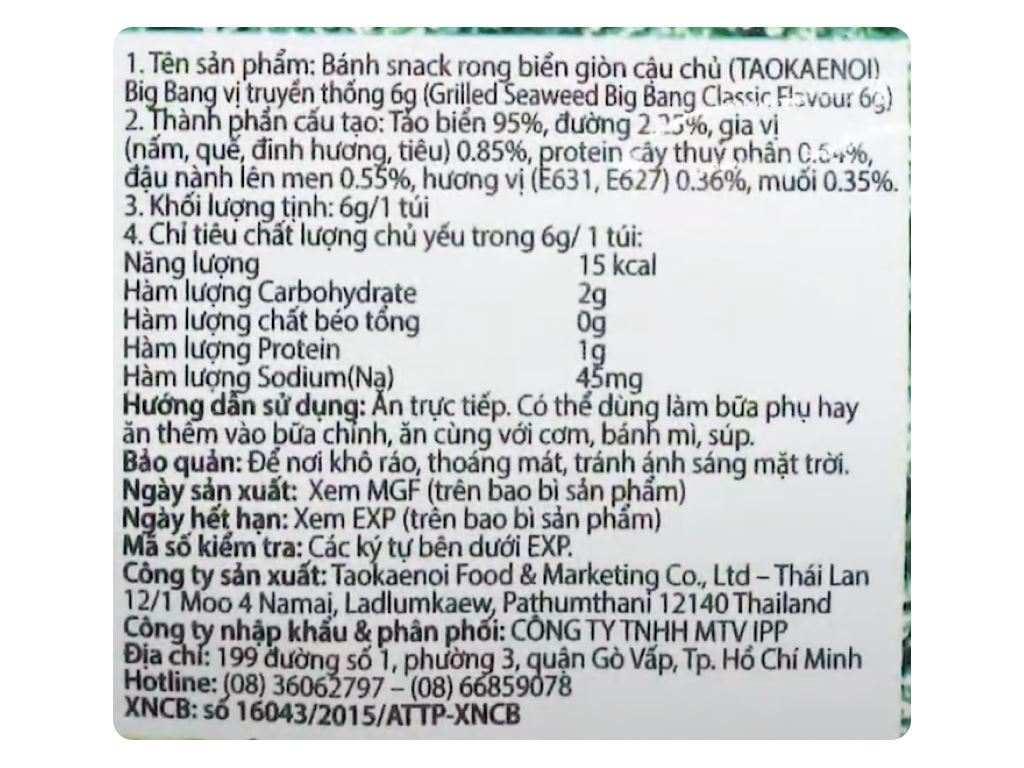 1. Tên sản phẩm: Bánh snack rong biển giòn cậu chủ (TAOKAENOI)
Big Bang vị truyền thống 6g (Grilled Seaweed Big Bang Classic Flavour 6g)
2. Thành phần cấu tạo: Tảo biển 95%, đường gia vị
(nấm, quế, đinh hương, tiêu) 0.85%, protein cây thuỷ phân
đậu nành lên men 0.55%, hương vị (E631, E627) 0.36%, muối 0.35%.
3. Khối lượng tịnh: 6g/1 túi
4. Chỉ tiêu chất lượng chủ yếu trong 6g/ 1 túi:
Năng lượng 15 kcal
Hàm lượng Carbohydrate 2g
Hàm lượng chất béo tổng 0g
Hàm lượng Protein 1g
Hàm lượng Sodium(Na) 45mg
Hướng dẫn sử dụng: Ăn trực tiếp. Có thể dùng làm bữa phụ hay
ăn thêm vào bữa chính, ăn cùng với cơm, bánh mì, súp.
Bảo quản: Để nơi khô ráo, thoáng mát, tránh ánh sáng mặt trời.
Ngày sản xuất: Xem MGF (trên bao bì sản phẩm)
Ngày hết hạn: Xem EXP (trên bao bì sản phẩm)
Mã số kiểm tra: Các ký tự bên dưới EXP.
Công ty sản xuất: Taokaenoi Food & Marketing Co., Ltd – Thái Lan
12/1 Moo 4 Namai, Ladlumkaew, Pathumthani 12140 Thailand
Công ty nhập khẩu & phân phối: CÔNG TY TNHH MTV IPP
Địa chỉ: 199 đường số 1, phường 3, quận Gò Vấp, Tp. Hồ Chí Minh
Hotline: (08) 36062797 – (08) 66859078
XNCB: số 16043/2015/ATTP-XNCB